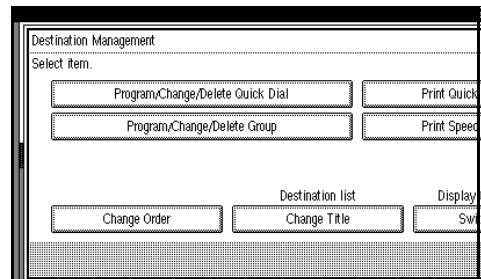 Destination Management
Select item.
Program/Change/Delete Quick Dial Print Quick
Program/Change/Delete Group Print Speed
Destination list Display
Change Order Change Title